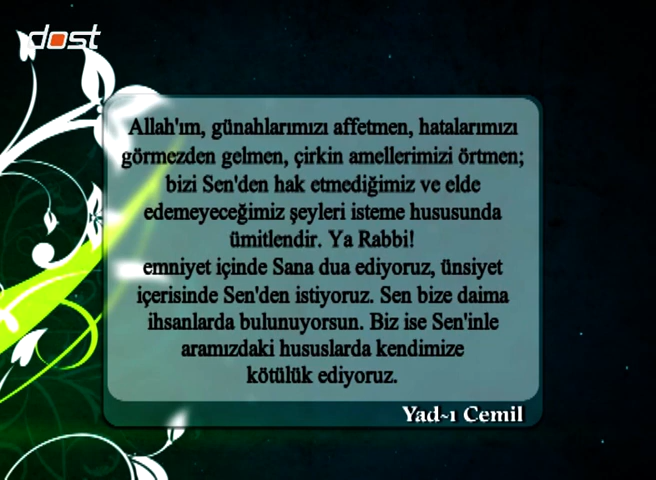 dost
Allah'ım, günahlarımızı affetmen, hatalarımızı
görmezden gelmen, çirkin amellerimizi örtmen;
bizi Sen'den hak etmediğimiz ve elde
edemeyeceğimiz şeyleri isteme hususunda
ümitlendir. Ya Rabbi!
emniyet içinde Sana dua ediyoruz, ünsiyet
içerisinde Sen'den istiyoruz. Sen bize daima
ihsanlarda bulunuyorsun. Biz ise Sen'inle
aramızdaki hususlarda kendimize
kötülük ediyoruz.
Yad-ı Cemil